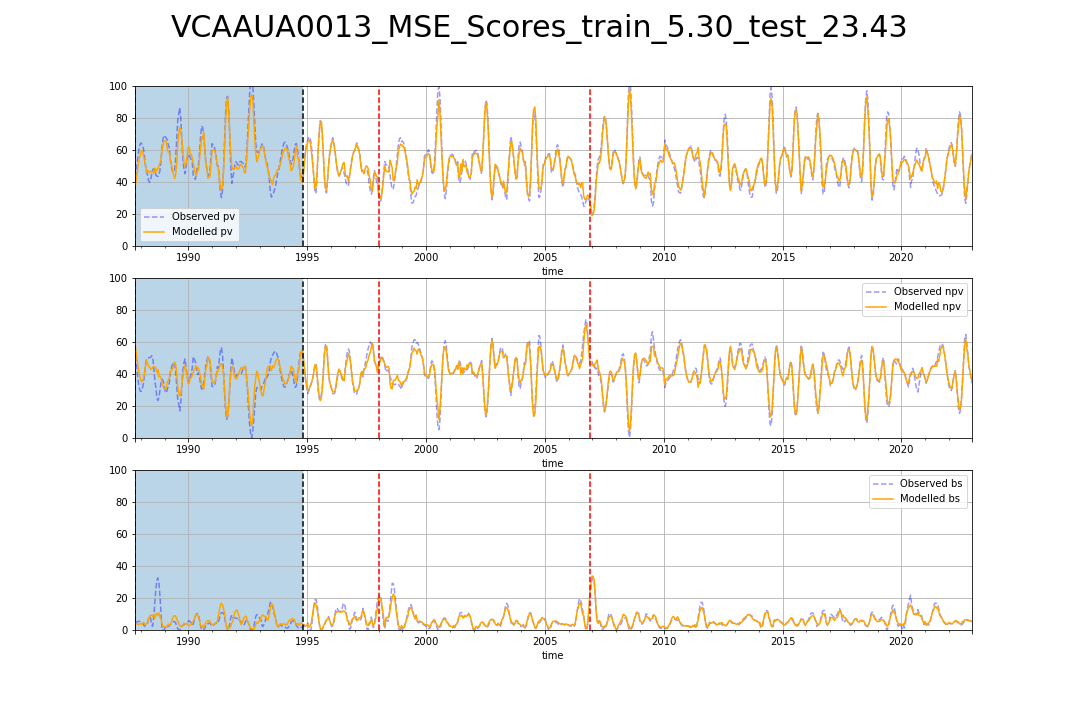 VCAAUA0013_MSE_Scores_train_5.30_test_23.43
100
80
60
40
20
0
Observed pv
Modelled pv
1990 1995 2000 2005 2010 2015 2020
time
100
80
60
40
20
0
Observed npv
Modelled npv
1990 1995 2000 2005 2010 2015 2020
time
100
80
60
40
20
0
Observed bs
Modelled bs
1990 1995 2000 2005 2010 2015 2020
time